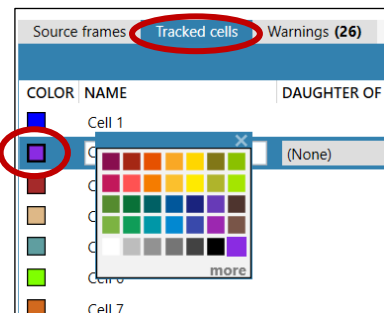 Source frames Tracked cells Warnings (26)
COLOR NAME DAUGHTER OF
Cell 1
(None)
more
Cell 7